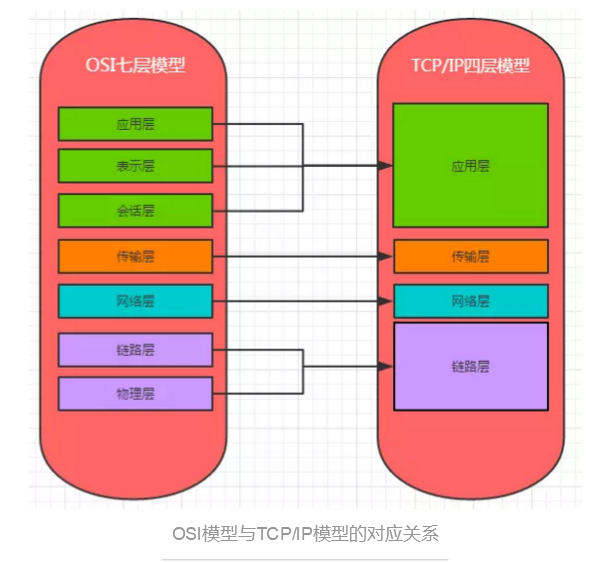 OSI七层模型
应用层
表示层
会话层
传输层
网络层
链路层
物理层
TCP/IP四层模型
应用层
传输层
网络层
链路层
OSI模型与TCP/IP模型的对应关系